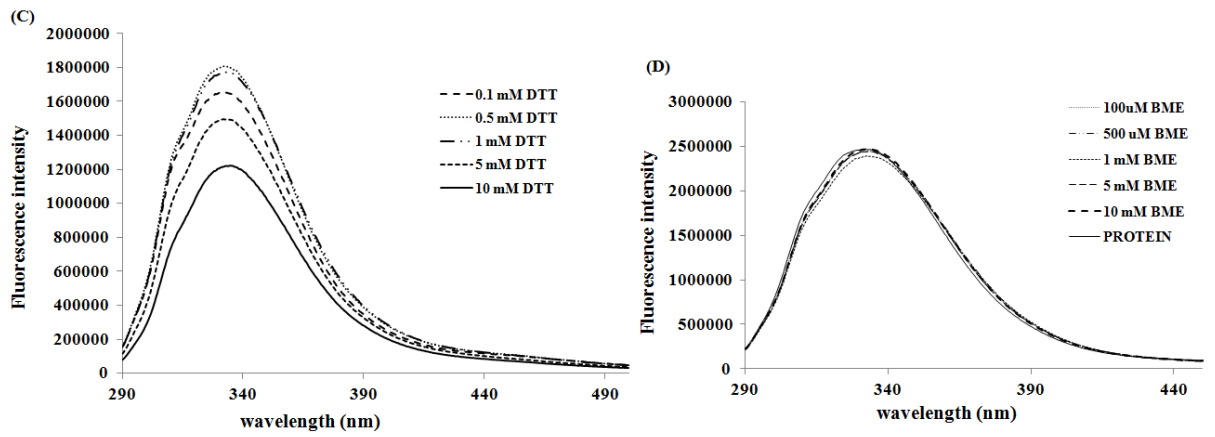 (C)
2000000
1800000
1600000
1400000
1200000
1000000
800000
600000
400000
200000
0
Fluorescence intensity
290
340
390
440
490
wavelength (nm)
0.1 mM DTT
0.5 mM DTT
1 mM DTT
5 mM DTT
10 mM DTT
(D)
3000000
2500000
2000000
1500000
1000000
500000
0
Fluorescence intensity
290
340
390
440
wavelength (nm)
100uM BME
500 uM BME
1 mM BME
5 mM BME
10 mM BME
PROTEIN